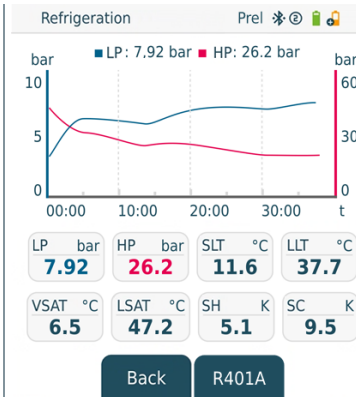 Refrigeration Prel 2
bar LP: 7,92 bar HP: 26.2 bar bar
10 60
5 30
0 0
00:00 10:00 20:00 30:00 t
LP bar HP bar SLT °C LLT °C
7.92 26.2 11.6 37.7
VSAT °C LSAT °C SH K SC K
6.5 47.2 5.1 9.5
Back R401A